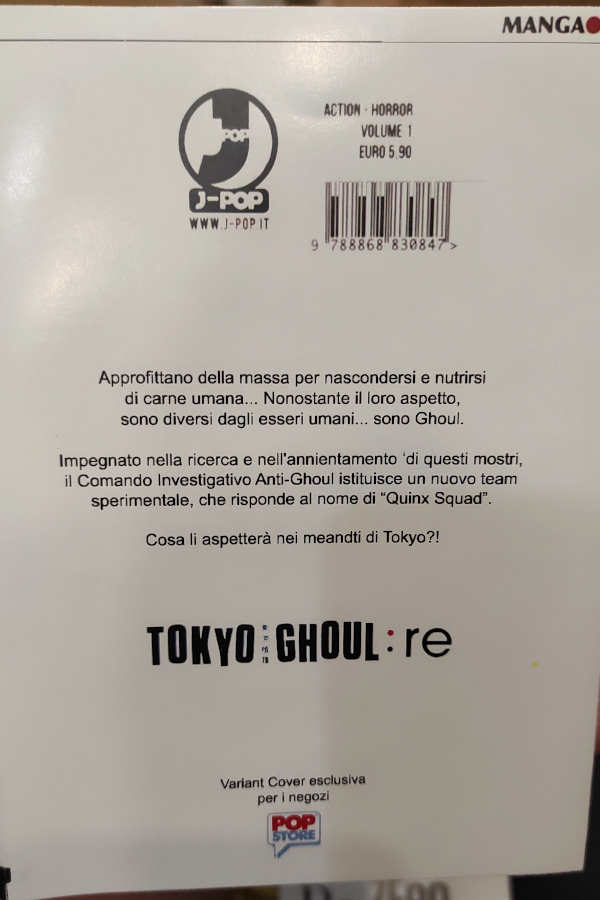 MANGA
POP
J-POP
WWW.J-POP.IT
ACTION - HORROR
VOLUME 1
EURO 5,90
9 788868 830847 >
Approfittano della massa per nascondersi e nutrirsi
di carne umana... Nonostante il loro aspetto,
sono diversi dagli esseri umani... sono Ghoul.
Impegnato nella ricerca e nell'annientamento 'di questi mostri,
il Comando Investigativo Anti-Ghoul istituisce un nuovo team
sperimentale, che risponde al nome di “Quinx Squad”.
Cosa li aspetterà nei meandti di Tokyo?!
TOKYO GHOUL:re
Variant Cover esclusiva
per i negozi
POP
STORE